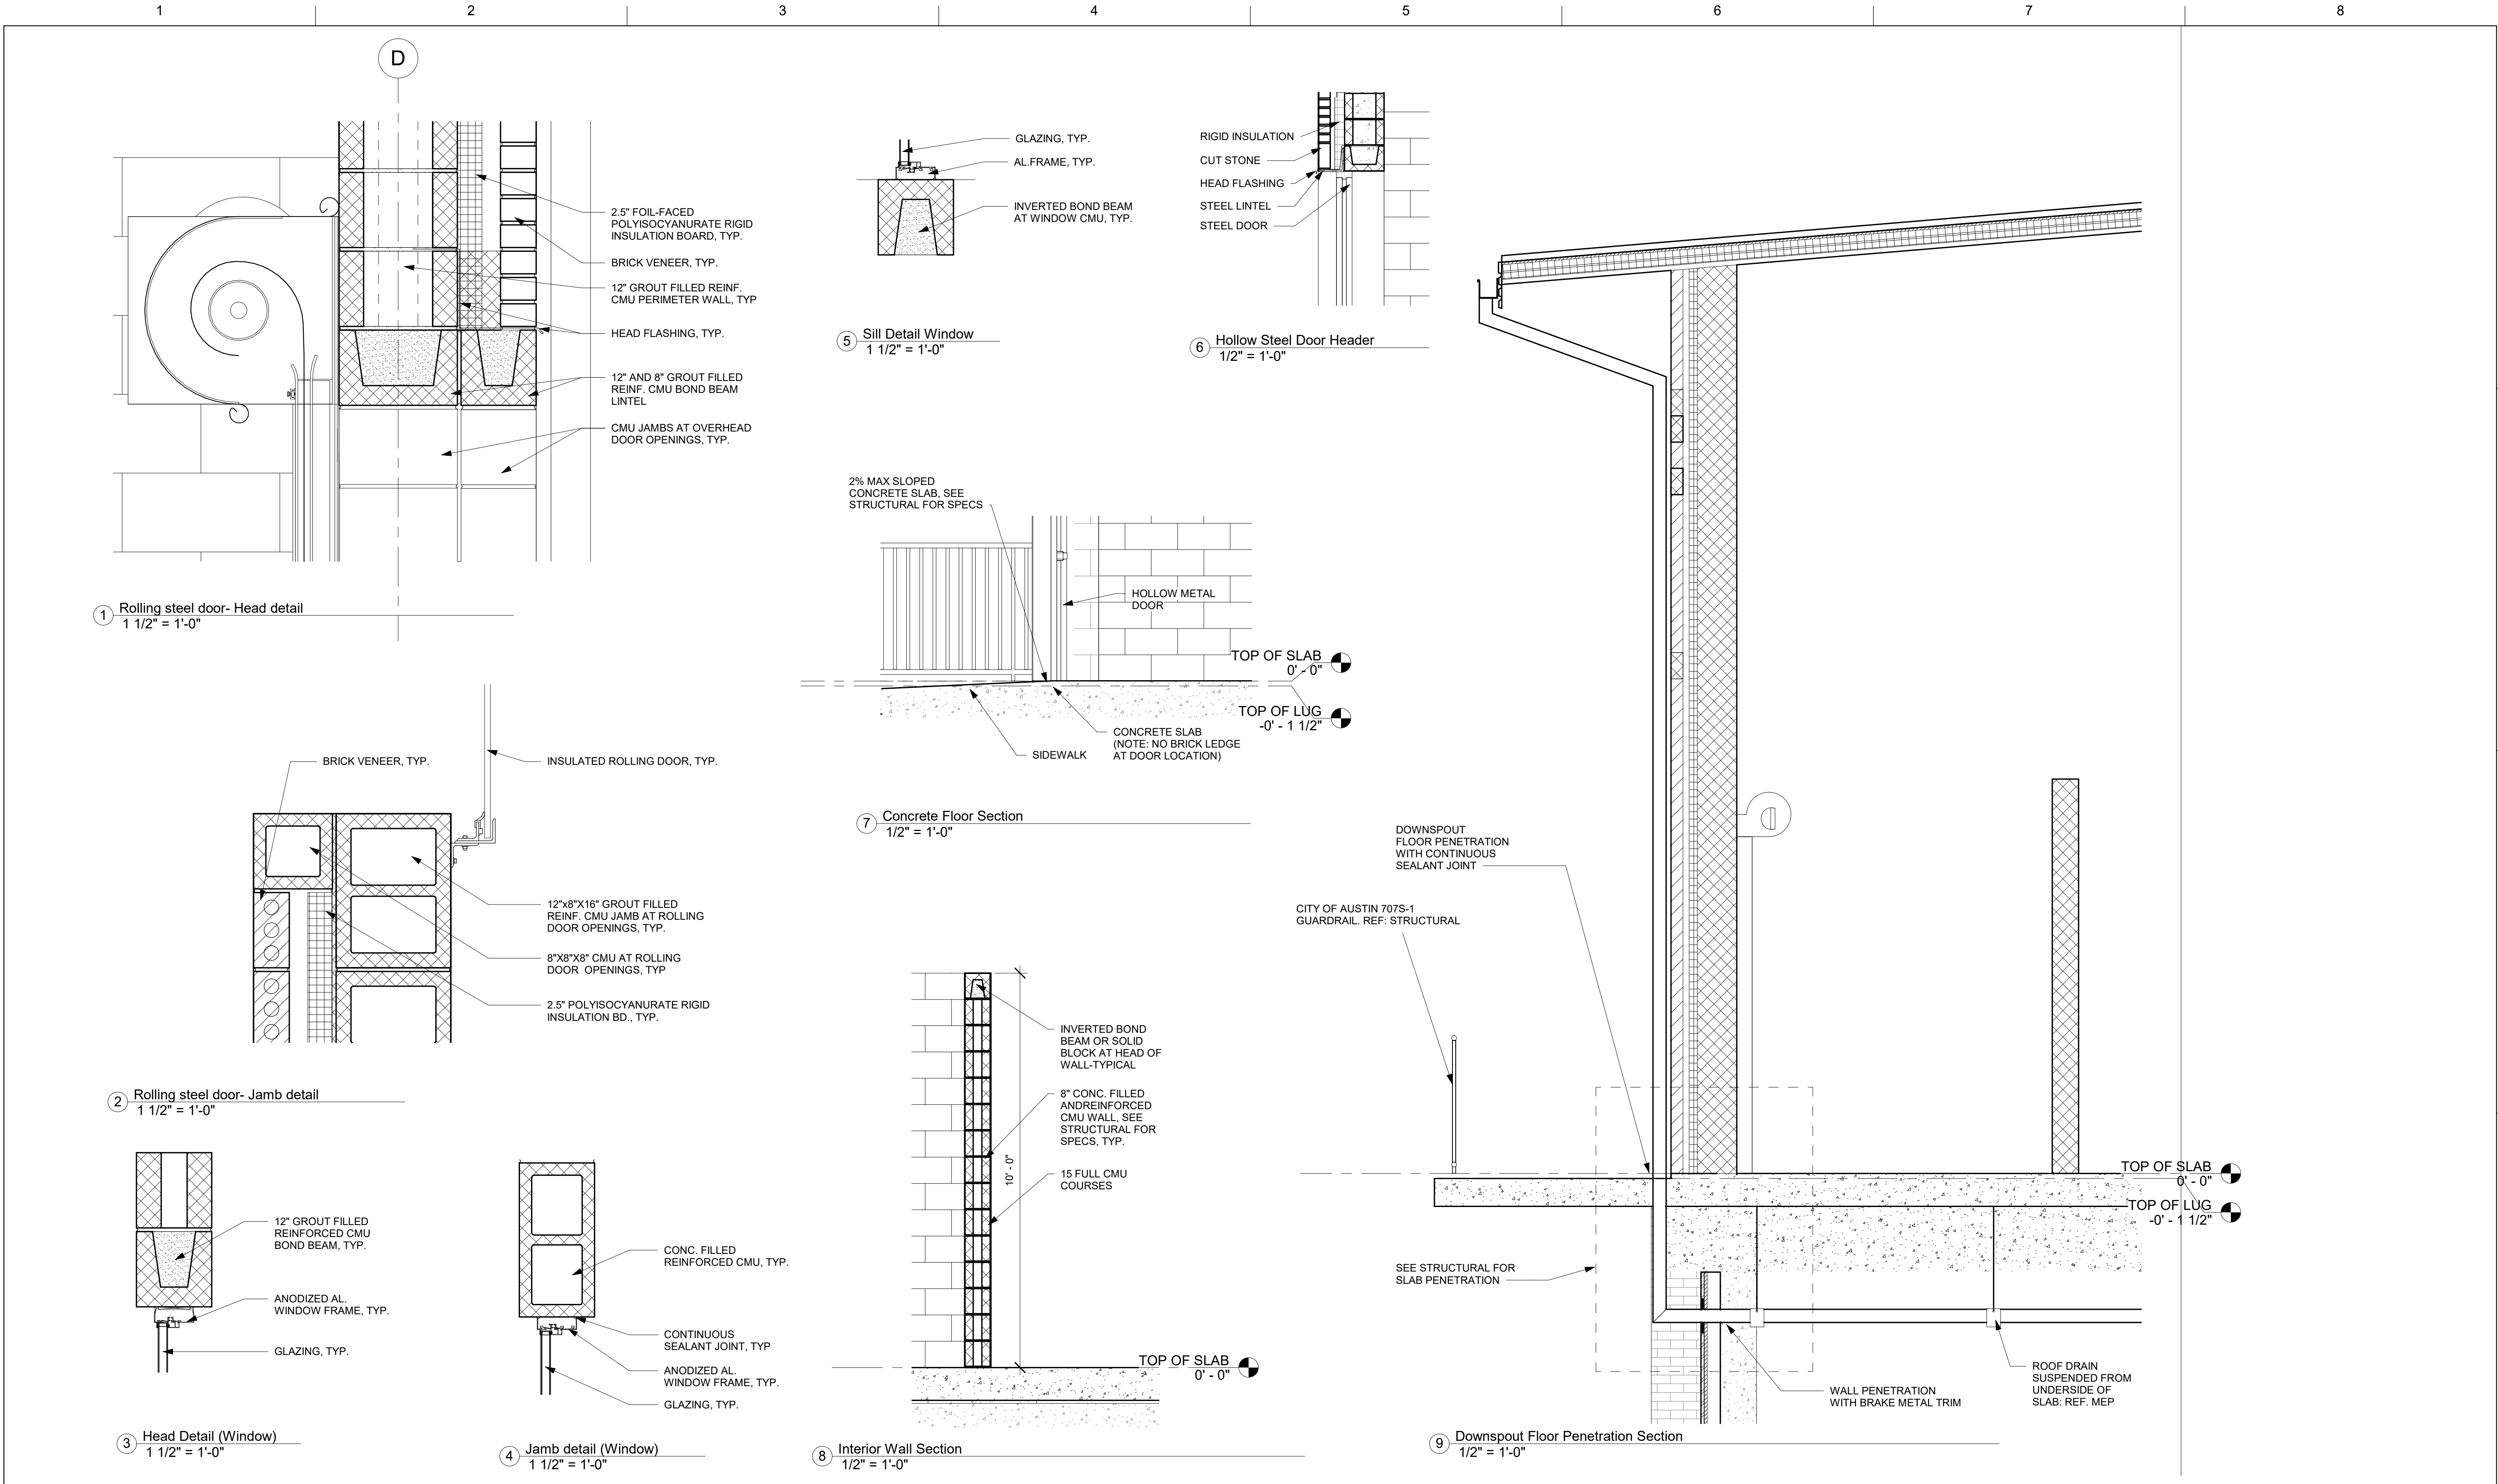 1
2
3
4
5
6
7
8
D
2.5" FOIL-FACED
POLYISOCYANURATE RIGID
INSULATION BOARD, TYP.
BRICK VENEER, TYP.
12" GROUT FILLED REINF.
CMU PERIMETER WALL, TYP
HEAD FLASHING, TYP.
12" AND 8" GROUT FILLED
REINF. CMU BOND BEAM
LINTEL
CMU JAMBS AT OVERHEAD
DOOR OPENINGS, TYP.
1 Rolling steel door- Head detail
1 1/2" = 1'-0"
BRICK VENEER, TYP.
INSULATED ROLLING DOOR, TYP.
12"x8"X16" GROUT FILLED
REINF. CMU JAMB AT ROLLING
DOOR OPENINGS, TYP.
8"X8"X8" CMU AT ROLLING
DOOR OPENINGS, TYP
2.5" POLYISOCYANURATE RIGID
INSULATION BD., TYP.
2 Rolling steel door- Jamb detail
1 1/2" = 1'-0"
12" GROUT FILLED
REINFORCED CMU
BOND BEAM, TYP.
ANODIZED AL.
WINDOW FRAME, TYP.
GLAZING, TYP.
3 Head Detail (Window)
1 1/2" = 1'-0"
CONC. FILLED
REINFORCED CMU, TYP.
CONTINUOUS
SEALANT JOINT, TYP
ANODIZED AL.
WINDOW FRAME, TYP.
GLAZING, TYP.
4 Jamb detail (Window)
1 1/2" = 1'-0"
GLAZING, TYP.
AL.FRAME, TYP.
INVERTED BOND BEAM
AT WINDOW CMU, TYP.
5 Sill Detail Window
1 1/2" = 1'-0"
RIGID INSULATION
CUT STONE
HEAD FLASHING
STEEL LINTEL
STEEL DOOR
6 Hollow Steel Door Header
1/2" = 1'-0"
2% MAX SLOPED
CONCRETE SLAB, SEE
STRUCTURAL FOR SPECS
HOLLOW METAL
DOOR
TOP OF SLAB
0' - 0"
TOP OF LUG
-0' - 1 1/2"
CONCRETE SLAB
(NOTE: NO BRICK LEDGE
AT DOOR LOCATION)
SIDEWALK
7 Concrete Floor Section
1/2" = 1'-0"
INVERTED BOND
BEAM OR SOLID
BLOCK AT HEAD OF
WALL-TYPICAL
8" CONC. FILLED
ANDREINFORCED
CMU WALL, SEE
STRUCTURAL FOR
SPECS, TYP.
10' - 0"
15 FULL CMU
COURSES
TOP OF SLAB
0' - 0"
8 Interior Wall Section
1/2" = 1'-0"
DOWNSPOUT
FLOOR PENETRATION
WITH CONTINUOUS
SEALANT JOINT
CITY OF AUSTIN 707S-1
GUARDRAIL. REF: STRUCTURAL
TOP OF SLAB
0' - 0"
TOP OF LUG
-0' - 1 1/2"
SEE STRUCTURAL FOR
SLAB PENETRATION
WALL PENETRATION
WITH BRAKE METAL TRIM
ROOF DRAIN
SUSPENDED FROM
UNDERSIDE OF
SLAB: REF. MEP
9 Downspout Floor Penetration Section
1/2" = 1'-0"